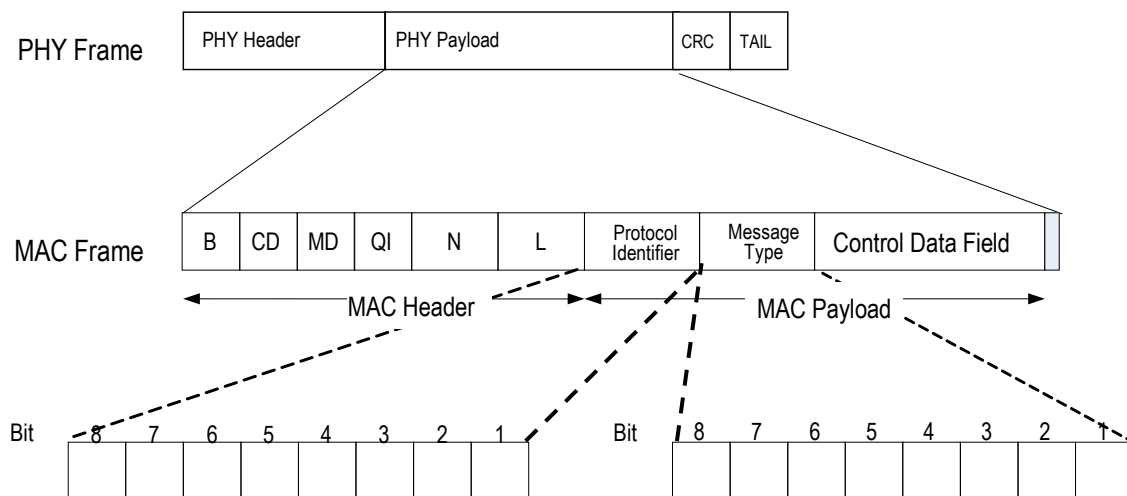 PHY Frame
PHY Header
PHY Payload
CRC
TAIL
MAC Frame
B
CD
MD
QI
N
L
Protocol
Identifier
Message
Type
Control Data Field
MAC Header
MAC Payload
Bit 8 7 6 5 4 3 2 1
Bit 8 7 6 5 4 3 2 1